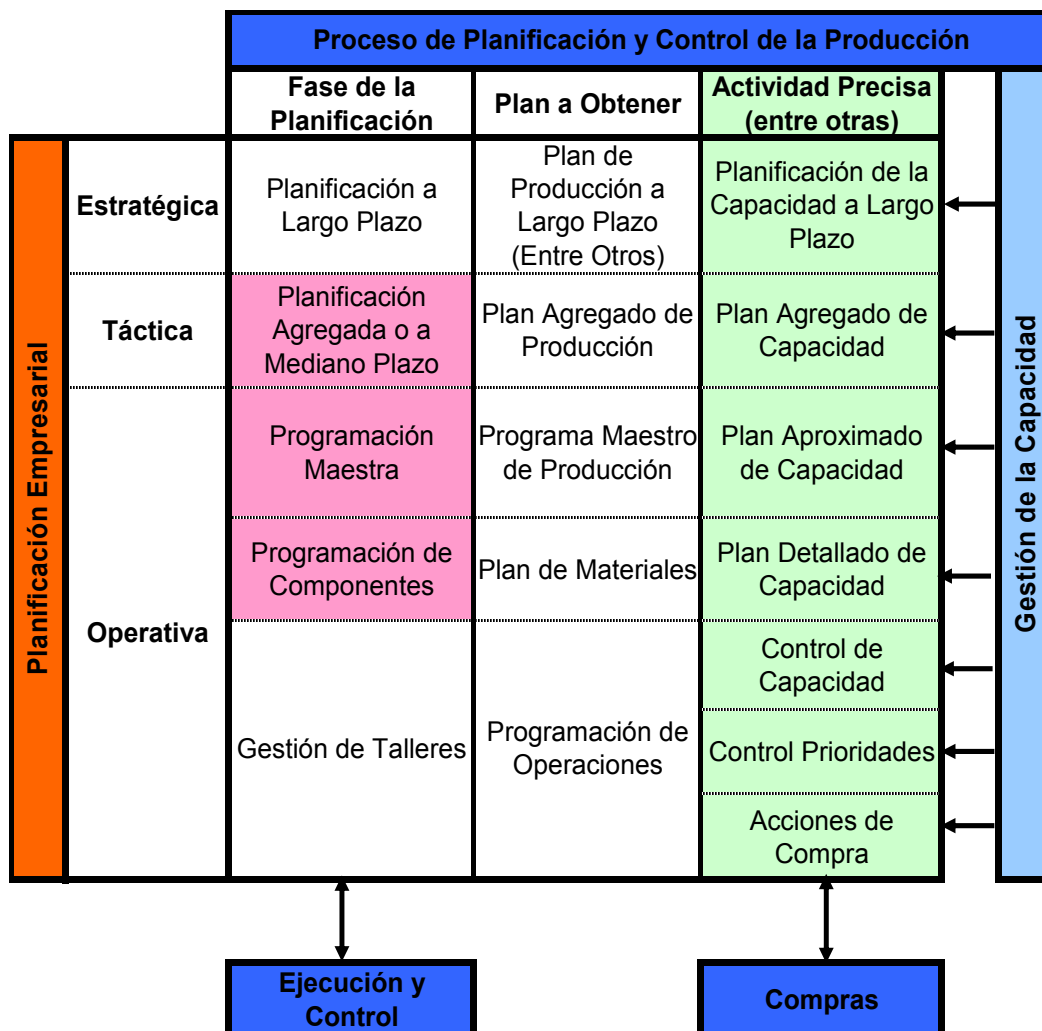 Proceso de Planificación y Control de la Producción
Fase de la
Planificación
Plan a Obtener
Actividad Precisa
(entre otras)
Planificación Empresarial
Estratégica
Planificación a
Largo Plazo
Plan de
Producción a
Largo Plazo
(Entre Otros)
Planificación de la
Capacidad a Largo
Plazo
Táctica
Planificación
Agregada o a
Mediano Plazo
Plan Agregado de
Producción
Plan Agregado de
Capacidad
Operativa
Programación
Maestra
Programa Maestro
de Producción
Plan Aproximado
de Capacidad
Programación de
Componentes
Plan de Materiales
Plan Detallado de
Capacidad
Gestión de Talleres
Programación de
Operaciones
Control de
Capacidad
Control Prioridades
Acciones de
Compra
Gestión de la Capacidad
Ejecución y
Control
Compras